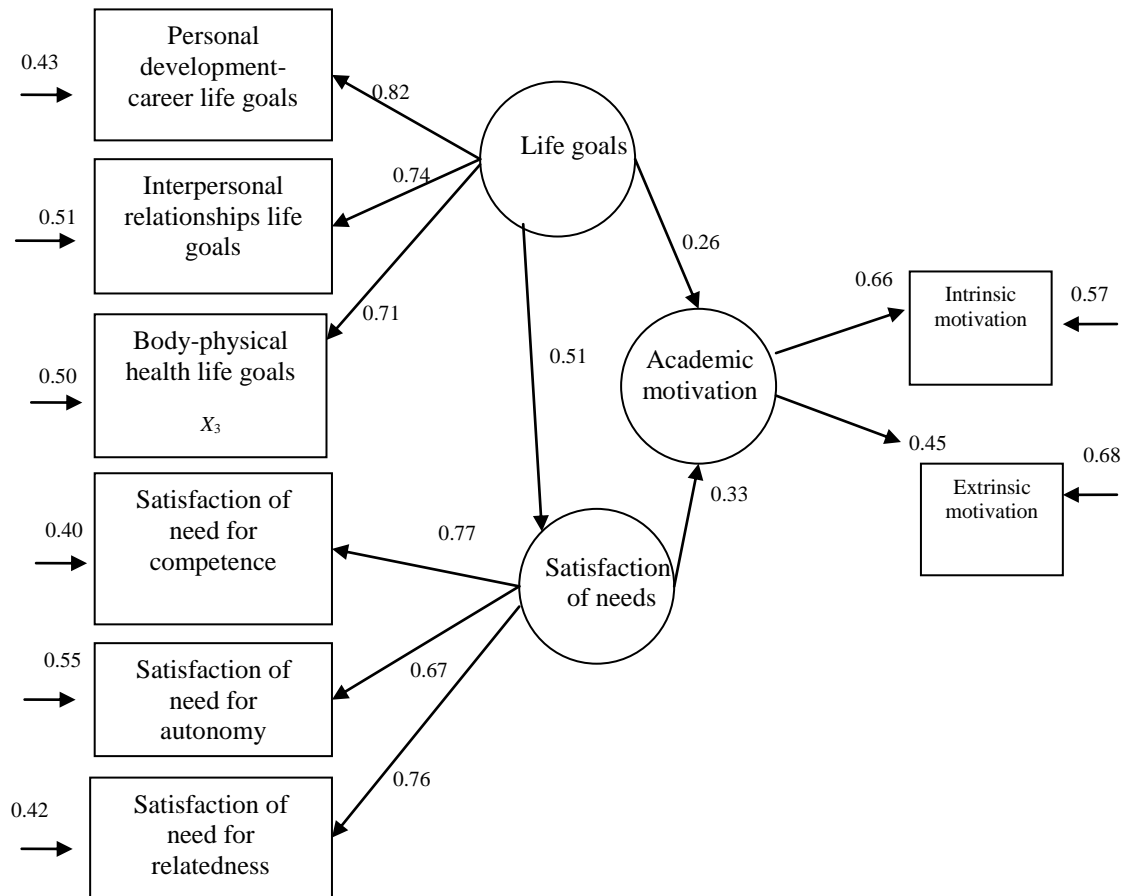 0.43
Personal
development-
career life goals
0.82
0.51
Interpersonal
relationships life
goals
0.74
0.50
Body-physical
health life goals
X3
0.71
Life goals
0.26
0.51
Academic
motivation
0.66
Intrinsic
motivation
0.57
0.45
Extrinsic
motivation
0.68
0.33
0.40
Satisfaction of
need for
competence
0.77
Satisfaction
of needs
0.55
Satisfaction of
need for
autonomy
0.67
0.42
Satisfaction of
need for
relatedness
0.76